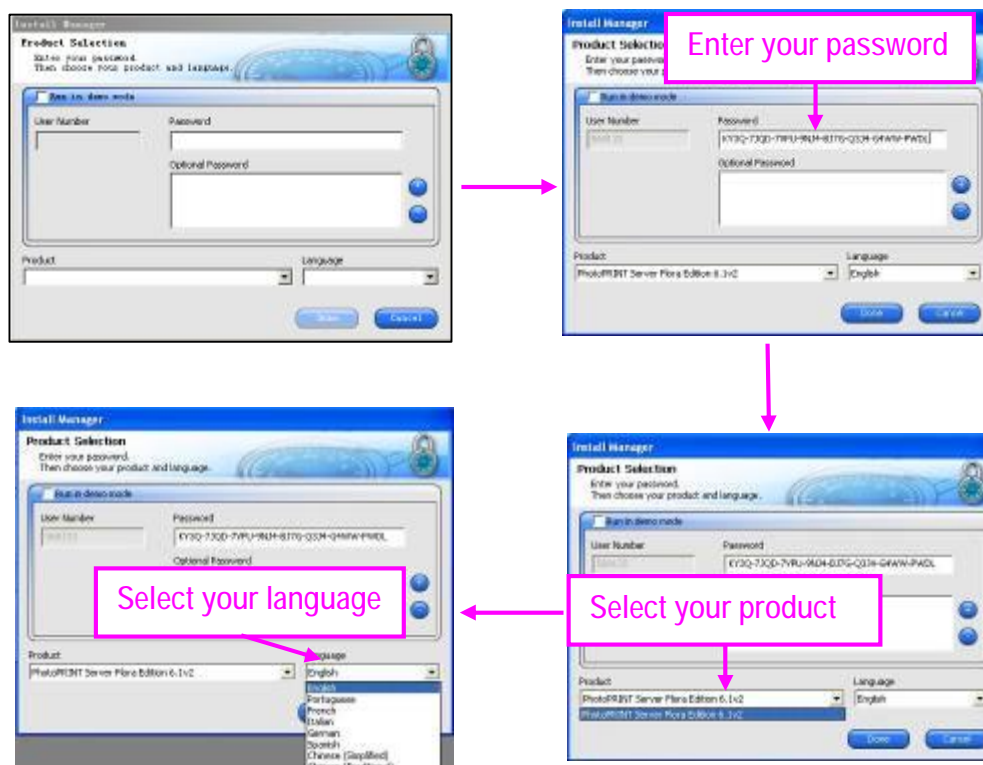 Install Manager
Product Selection
Enter your password.
Then choose your product and language.
Run in demo mode
User Number
Password
Optional Password
Product
Language
Done
Cancel
Install Manager
Product Selection
Enter your password
Enter your
Then choose your
Run in demo mode
User Number
Password
Optional Password
Product
Language
PhotoPRINT Server Flora Edition 6.1v2
English
Done
Cancel
Install Manager
Product Selection
Enter your password.
Then choose your product and language.
Run in demo mode
User Number
Password
Optional Password
Select your language
Product
Language
PhotoPRINT Server Flora Edition 6.1v2
English
English
Portuguese
French
Italian
German
Spanish
Chinese (Simplified)
Install Manager
Product Selection
Enter your password.
Then choose your product and language.
Run in demo mode
User Number
Password
Select your product
Product
Language
PhotoPRINT Server Flora Edition 6.1v2
English
PhotoPRINT Server Flora Edition 6.1v2
Done
Cancel